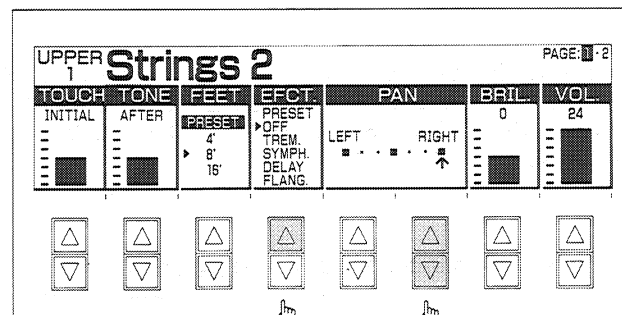 UPPER 1 Strings 2 PAGE: 1 - 2
TOUCH TONE FEET EFCT. PAN BRIL. VOL.
INITIAL AFTER PRESET PRESET 0 24
4' OFF
8' TREM. LEFT RIGHT
16' SYMPH.
DELAY
FLANG.